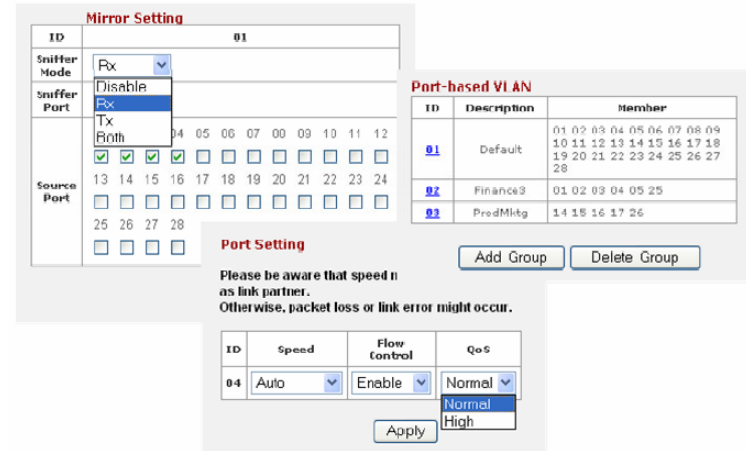 Mirror Setting
ID 01
Sniffer Mode Rx
Disable
Rx
Tx
Both
Sniffer Port
04 05 06 07 08 09 10 11 12
Source Port
13 14 15 16 17 18 19 20 21 22 23 24
25 26 27 28
Port-based VLAN
ID Description Member
01 Default 01 02 03 04 05 06 07 08 09
10 11 12 13 14 15 16 17 18
19 20 21 22 23 24 25 26 27
28
02 Finance3 01 02 03 04 05 25
03 ProdMktg 14 15 16 17 26
Add Group Delete Group
Port Setting
Please be aware that speed
as link partner.
Otherwise, packet loss or link error might occur.
ID Speed Flow Control QoS
04 Auto Enable Normal
Normal
High
Apply